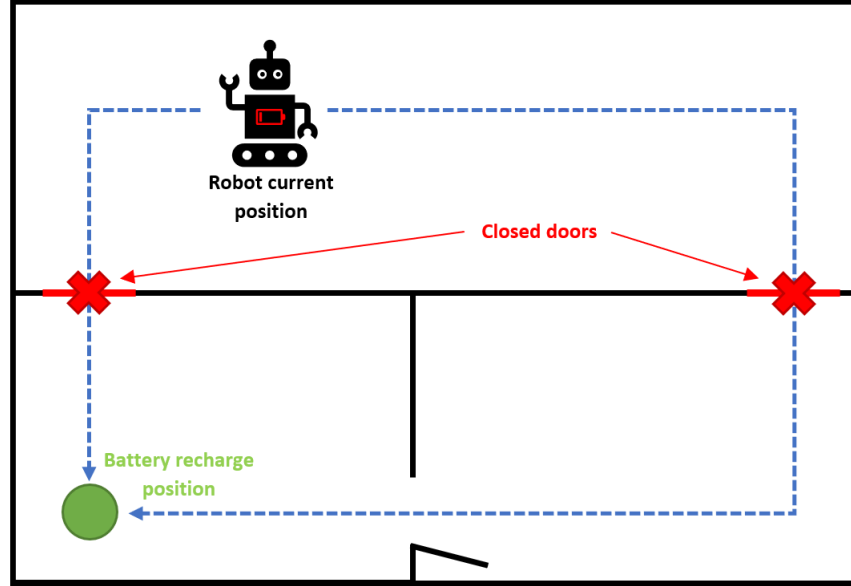 Robot current
position
Closed doors
Battery recharge
position